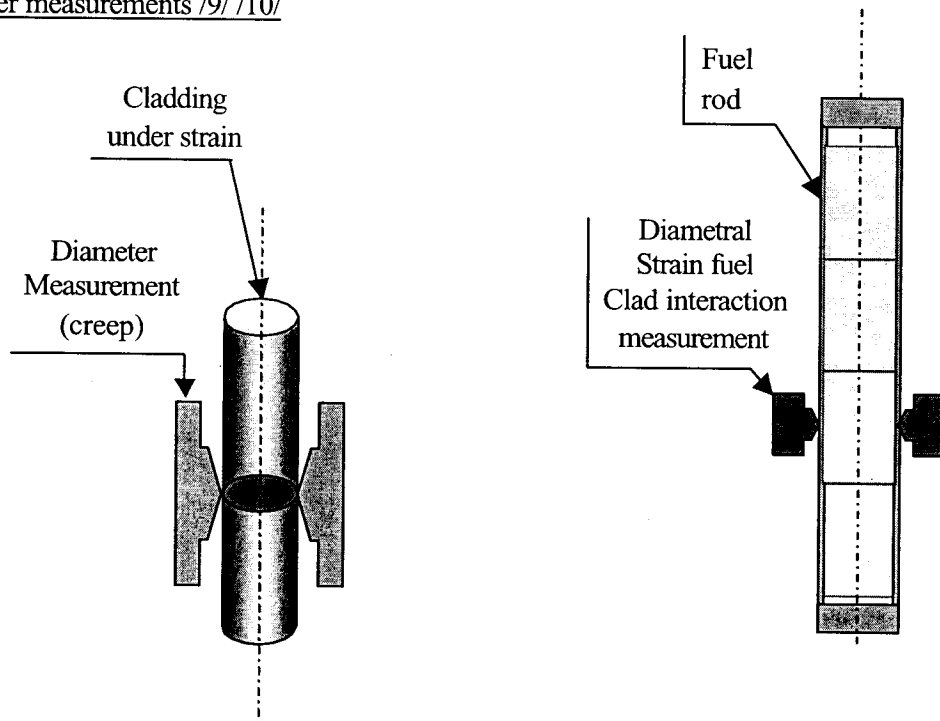 er measurements /9/ /10/
Cladding
under strain
Diameter
Measurement
(creep)
Fuel
rod
Diametral
Strain fuel
Clad interaction
measurement